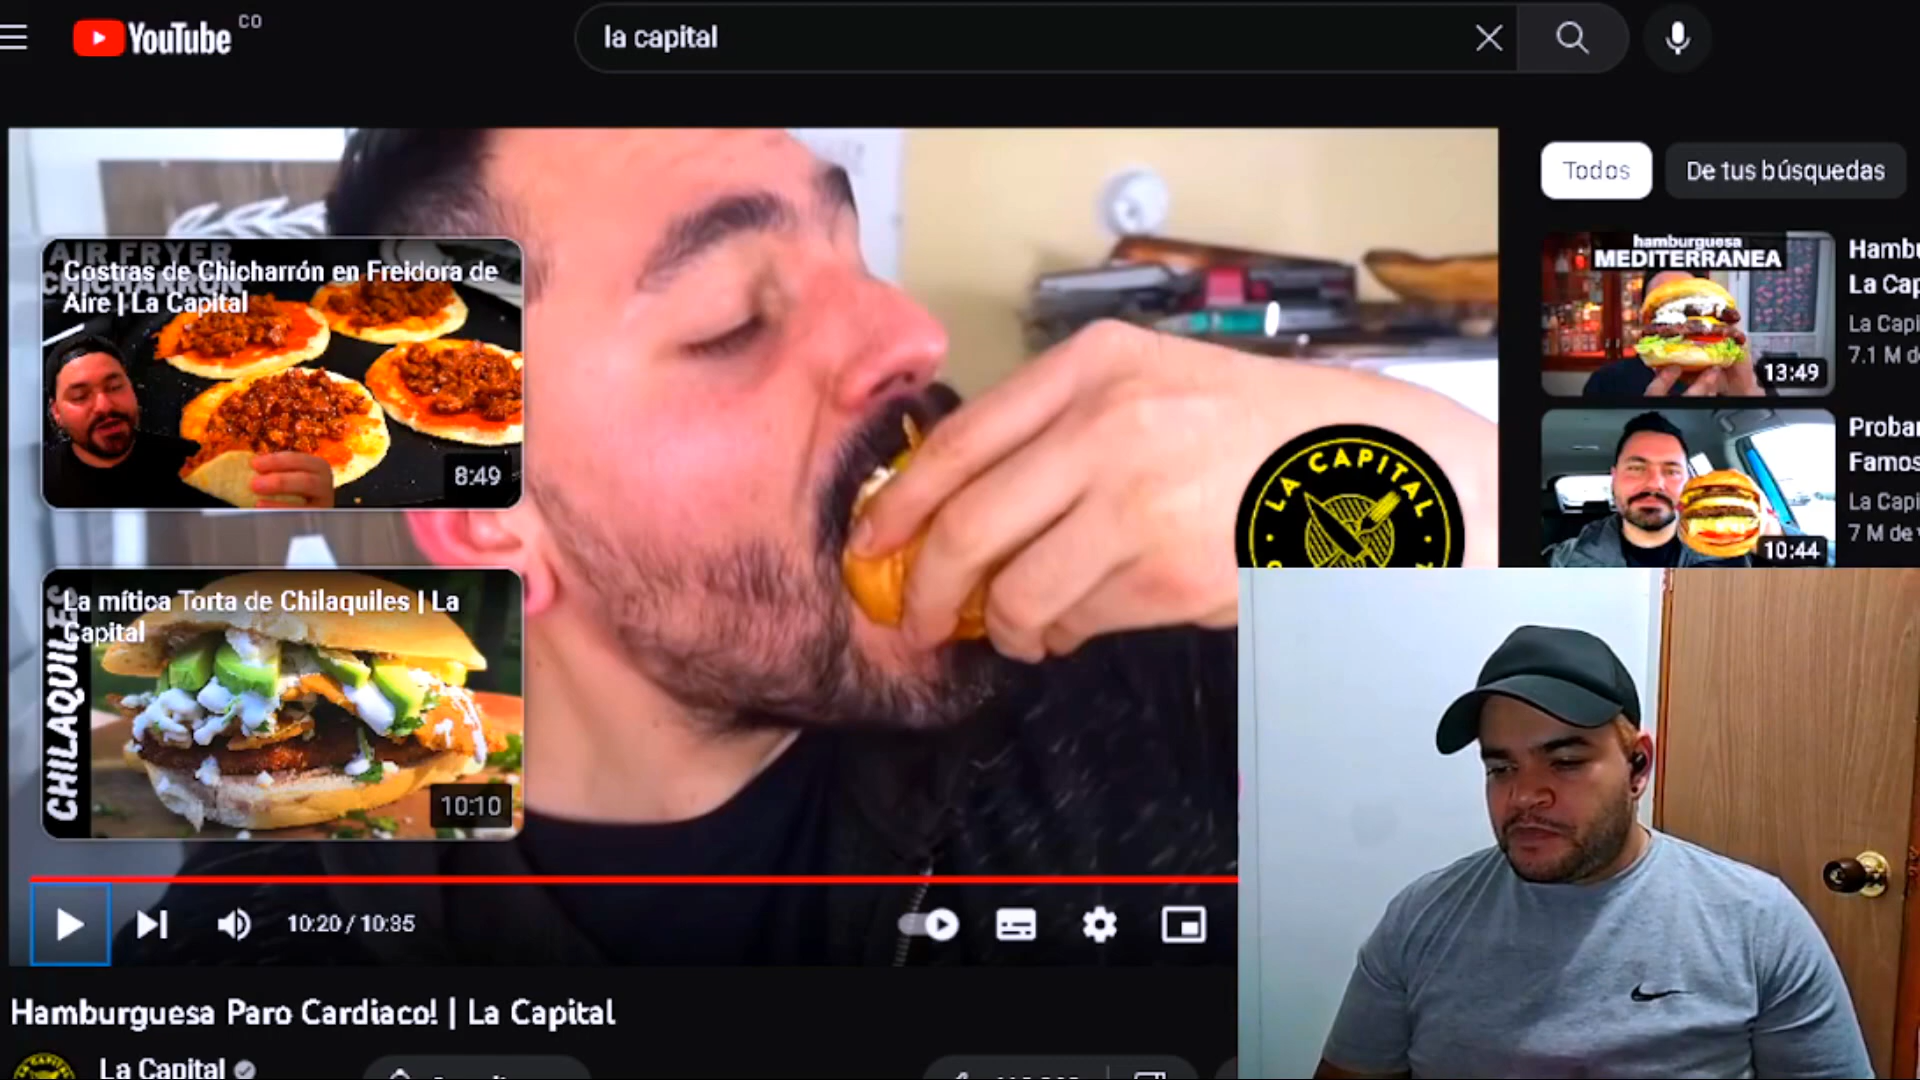 YouTube CO
la capital
Todos
De tus búsquedas
AIR FRYER
CHICHARRÓN
Costras de Chicharrón en Freidora de
Aire | La Capital
8:49
CHILAQUILES
La mítica Torta de Chilaquiles | La
Capital
10:10
LA CAPITAL
hamburguesa
MEDITERRANEA
13:49
Hambu
La Cap
La Capi
7.1 M d
10:44
Probar
Famos
La Capi
7 M de
10:20 / 10:35
Hamburguesa Paro Cardiaco! | La Capital
La Capital